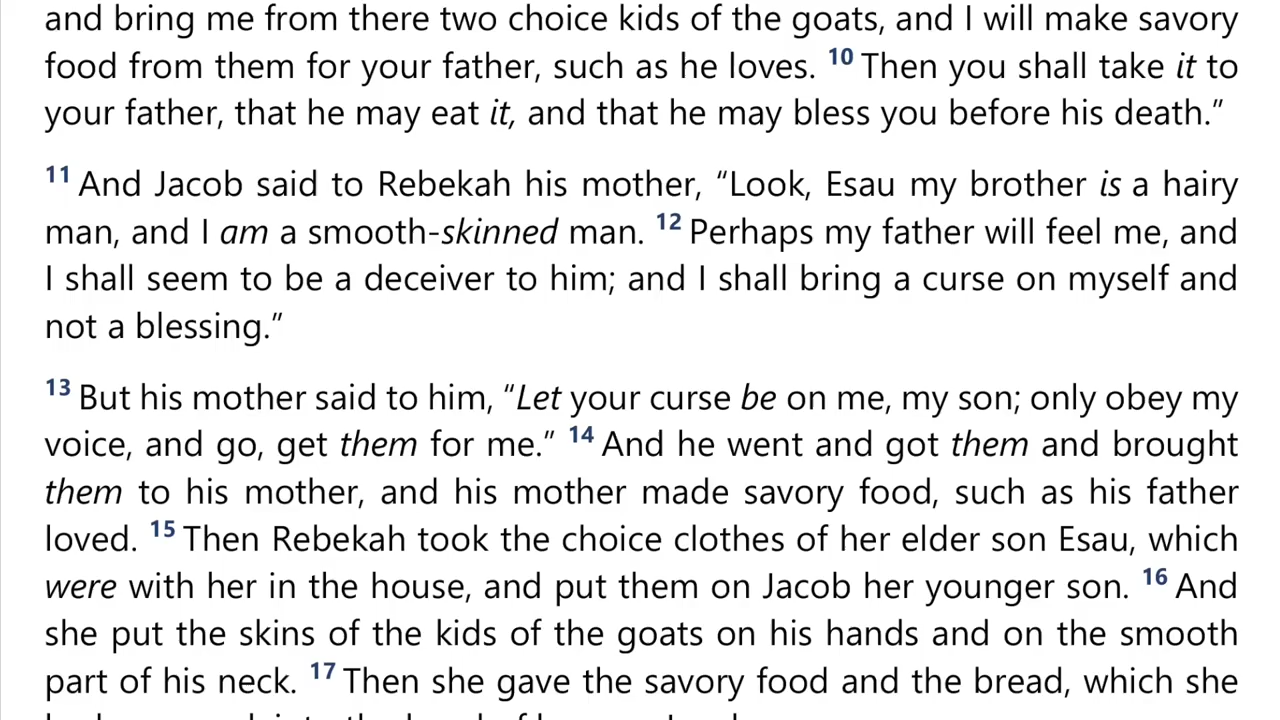 and bring me from there two choice kids of the goats, and I will make savory
food from them for your father, such as he loves. 10 Then you shall take it to
your father, that he may eat it, and that he may bless you before his death.”
11 And Jacob said to Rebekah his mother, “Look, Esau my brother is a hairy
man, and I am a smooth-skinned man. 12 Perhaps my father will feel me, and
I shall seem to be a deceiver to him; and I shall bring a curse on myself and
not a blessing.”
13 But his mother said to him, “Let your curse be on me, my son; only obey my
voice, and go, get them for me.” 14 And he went and got them and brought
them to his mother, and his mother made savory food, such as his father
loved. 15 Then Rebekah took the choice clothes of her elder son Esau, which
were with her in the house, and put them on Jacob her younger son. 16 And
she put the skins of the kids of the goats on his hands and on the smooth
part of his neck. 17 Then she gave the savory food and the bread, which she